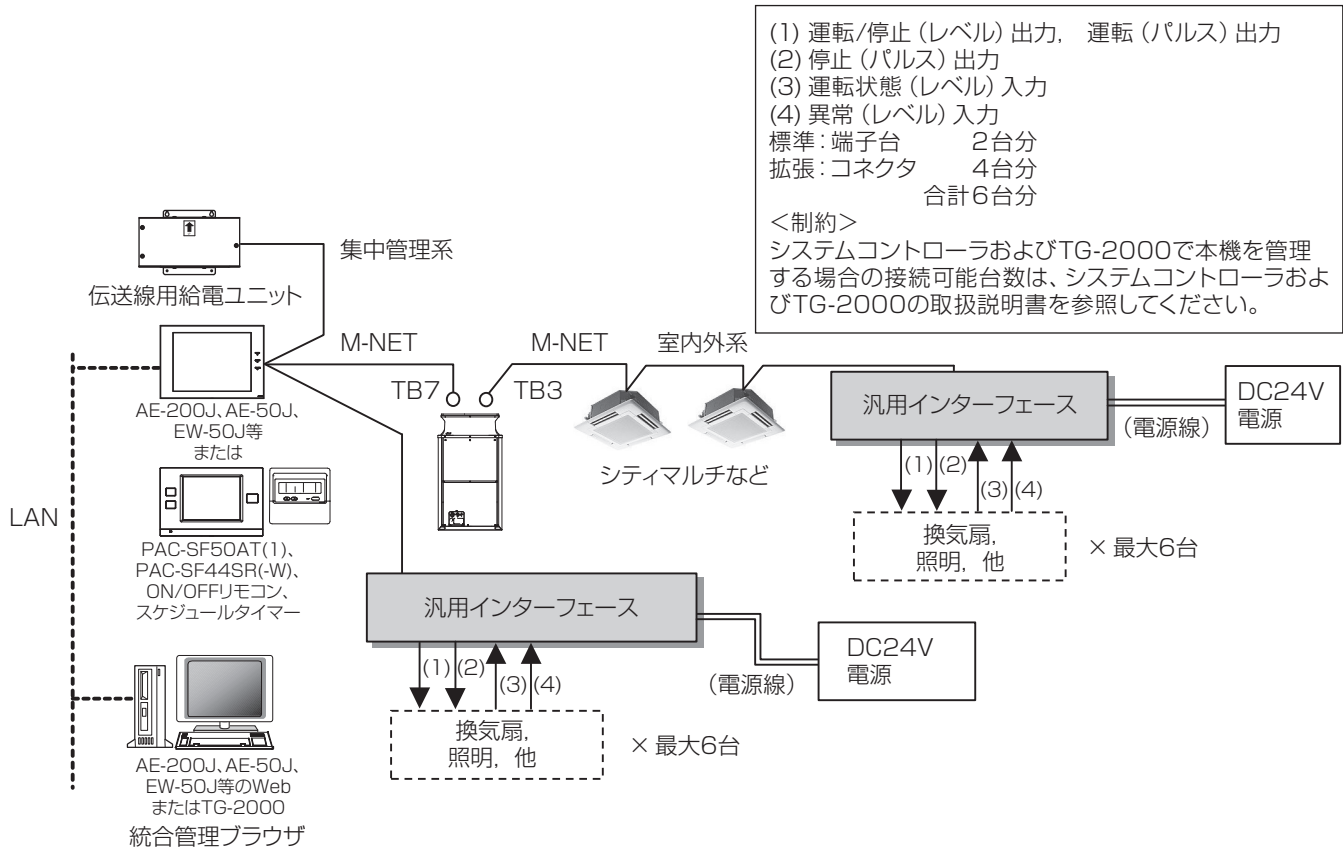 (1) 運転/停止（レベル）出力， 運転（パルス）出力
(2) 停止（パルス）出力
(3) 運転状態（レベル）入力
(4) 異常（レベル）入力
標準：端子台 2台分
拡張：コネクタ 4台分
合計6台分
＜制約＞
システムコントローラおよびTG-2000で本機を管理
する場合の接続可能台数は、システムコントローラおよ
びTG-2000の取扱説明書を参照してください。
集中管理系
伝送線用給電ユニット
M-NET
M-NET
室内外系
TB7
TB3
AE-200J、AE-50J、
EW-50J等
または
シティマルチなど
汎用インターフェース
（電源線）
DC24V
電源
(1)
(2)
(3)
(4)
換気扇，
照明，他
× 最大6台
LAN
PAC-SF50AT(1)、
PAC-SF44SR(-W)、
ON/OFFリモコン、
スケジュールタイマー
汎用インターフェース
（電源線）
DC24V
電源
(1)
(2)
(3)
(4)
換気扇，
照明，他
× 最大6台
AE-200J、AE-50J、
EW-50J等のWeb
またはTG-2000
統合管理ブラウザ